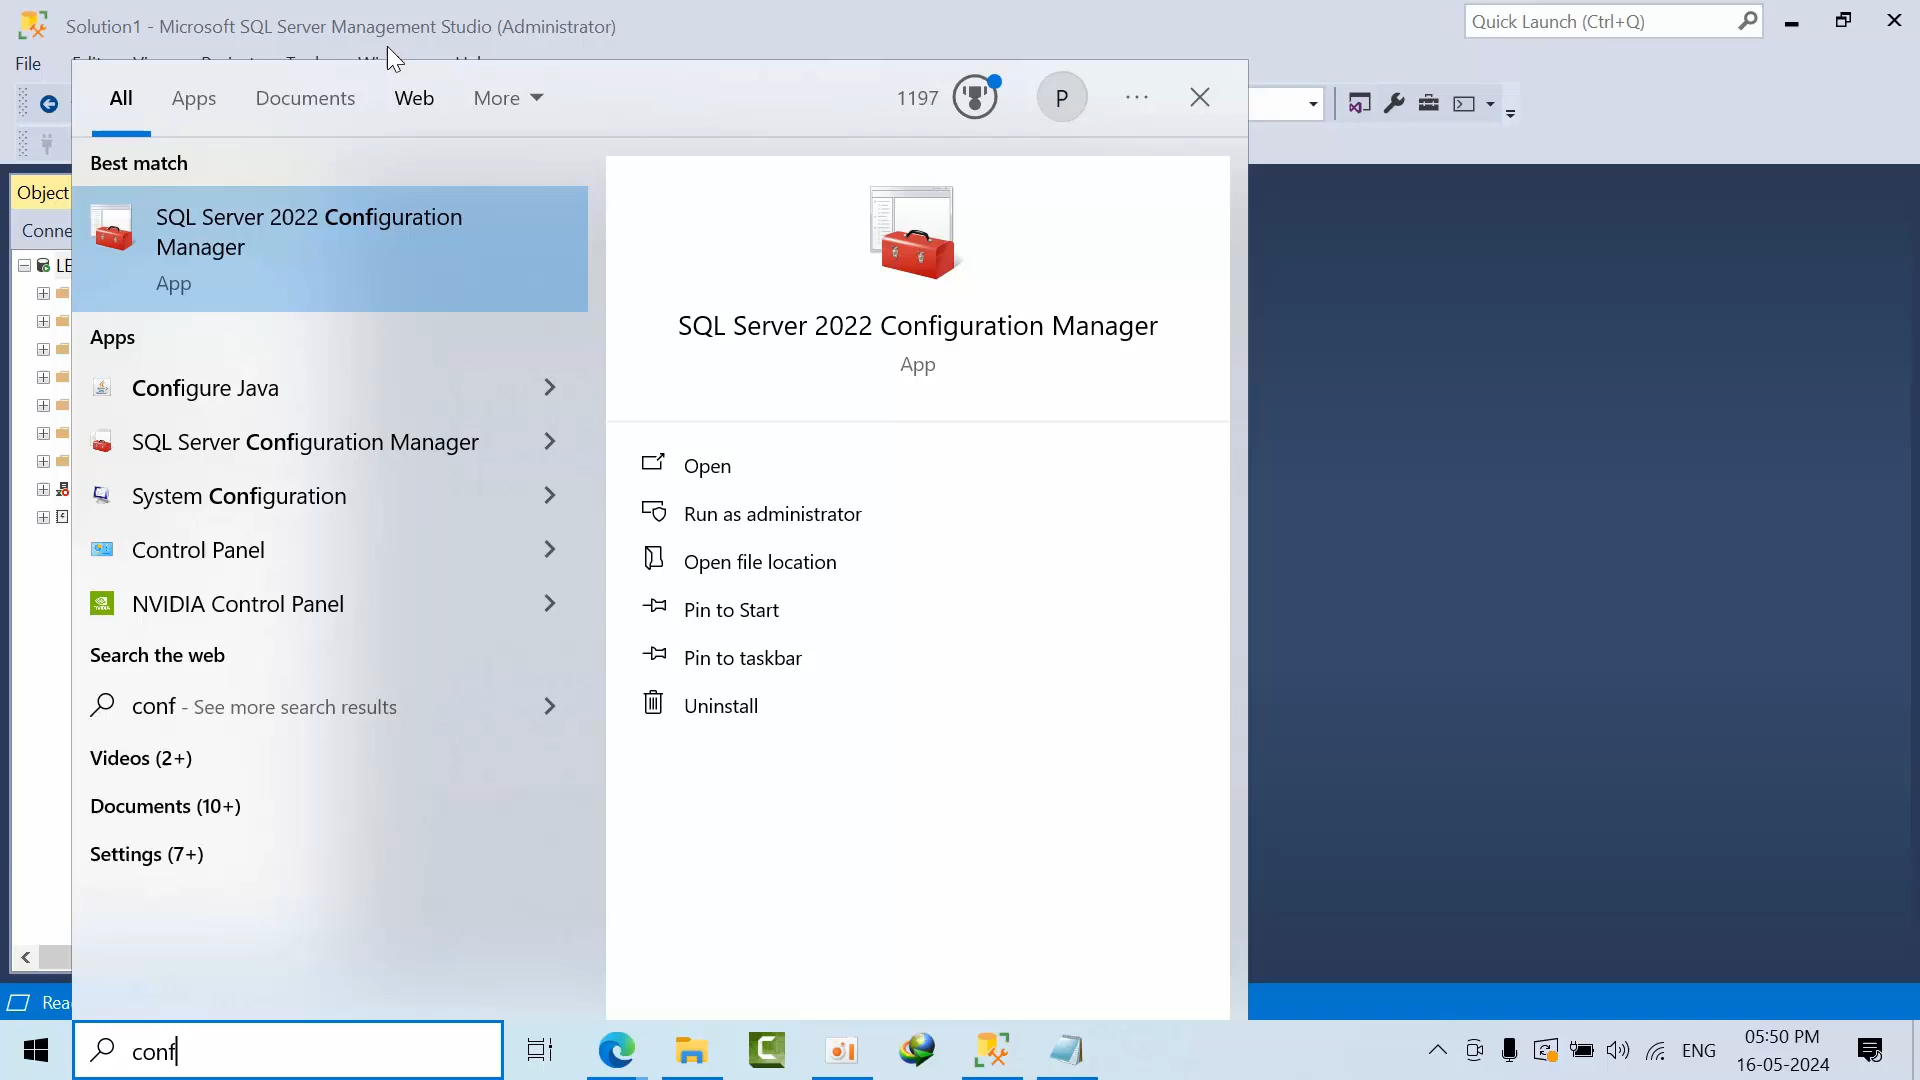 Solution1 - Microsoft SQL Server Management Studio (Administrator)
Quick Launch (Ctrl+Q)
File
All
Apps
Documents
Web
More
1197
P
Best match
SQL Server 2022 Configuration
Manager
App
Apps
Configure Java
SQL Server Configuration Manager
System Configuration
Control Panel
NVIDIA Control Panel
Search the web
conf - See more search results
Videos (2+)
Documents (10+)
Settings (7+)
SQL Server 2022 Configuration Manager
App
Open
Run as administrator
Open file location
Pin to Start
Pin to taskbar
Uninstall
Object
Conne
LE
Rea
conf
ENG
05:50 PM
16-05-2024